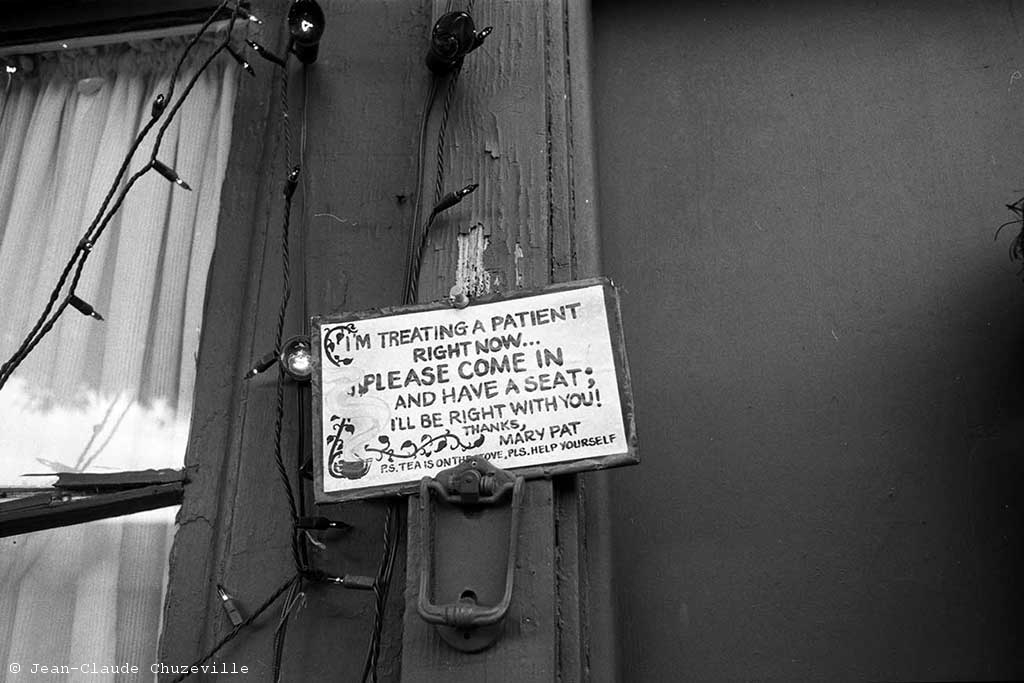 I'M TREATING A PATIENT
RIGHT NOW...
PLEASE COME IN
AND HAVE A SEAT;
I'LL BE RIGHT WITH YOU!
THANKS,
MARY PAT
P.S. TEA IS ON THE STOVE, PLS. HELP YOURSELF
© Jean-Claude Chuzeville